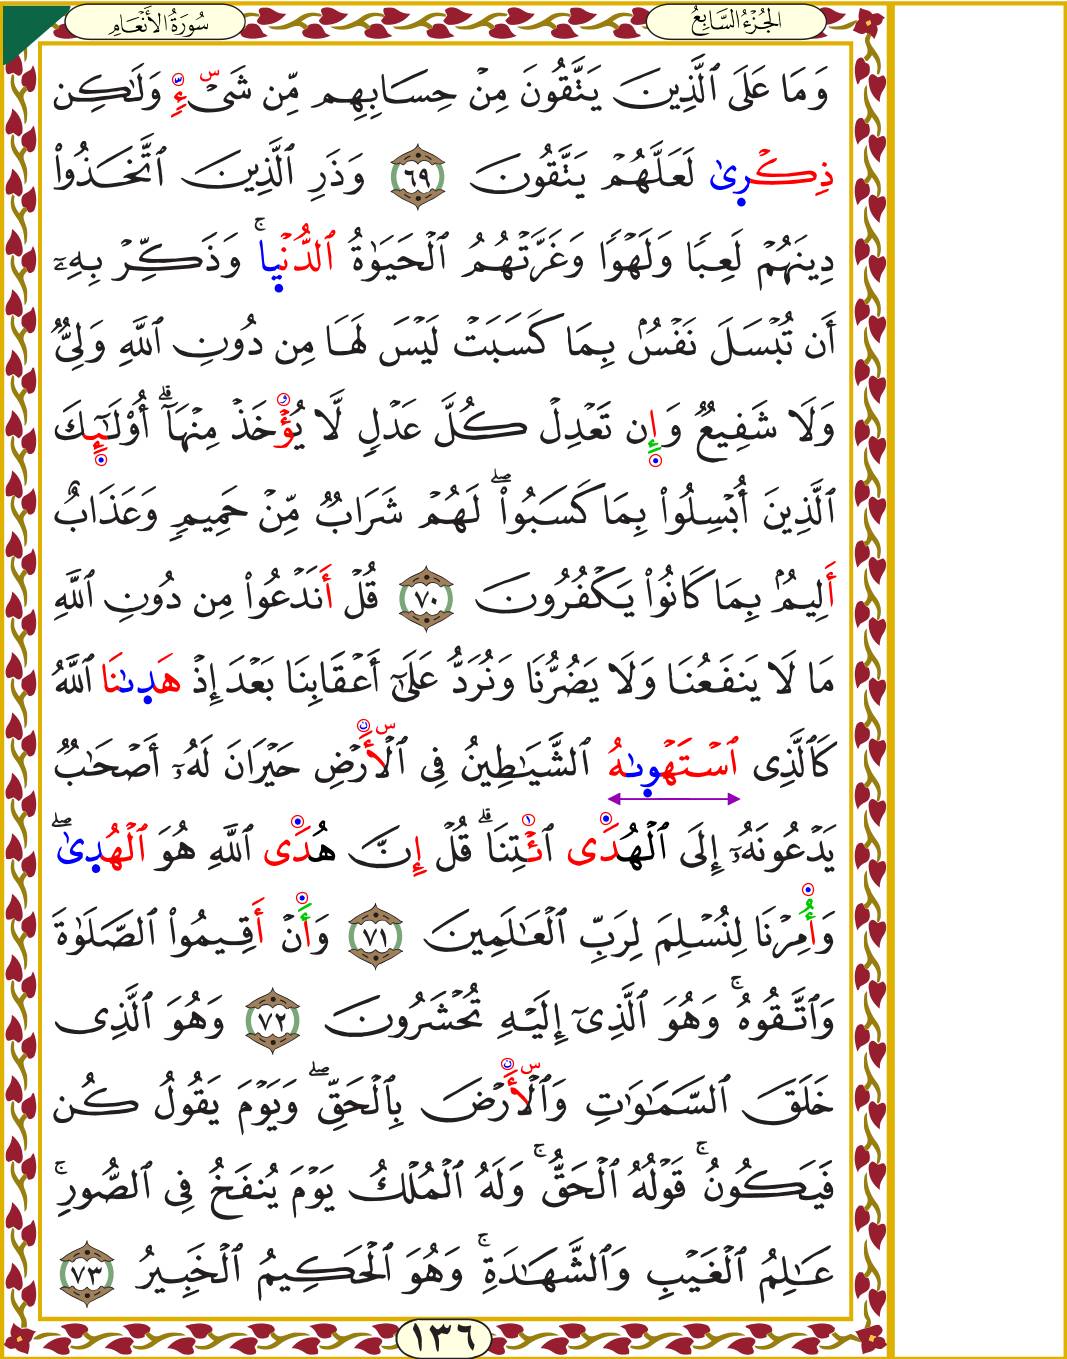 سُورَةُ الأَنْعَامِ
الجُزْءُ السَّابِعُ
وَمَا عَلَى ٱلَّذِينَ يَتَّقُونَ مِنۡ حِسَابِهِم مِّن شَيۡءٖ وَلَٰكِن
ذِكۡرَىٰ لَعَلَّهُمۡ يَتَّقُونَ ٦٩ وَذَرِ ٱلَّذِينَ ٱتَّخَذُواْ
دِينَهُمۡ لَعِبٗا وَلَهۡوٗا وَغَرَّتۡهُمُ ٱلۡحَيَوٰةُ ٱلدُّنۡيَاۚ وَذَكِّرۡ بِهِۦٓ
أَن تُبۡسَلَ نَفۡسُۢ بِمَا كَسَبَتۡ لَيۡسَ لَهَا مِن دُونِ ٱللَّهِ وَلِيّٞ
وَلَا شَفِيعٞ وَإِن تَعۡدِلۡ كُلَّ عَدۡلٖ لَّا يُؤۡخَذۡ مِنۡهَآۗ أُوْلَٰٓئِكَ
ٱلَّذِينَ أُبۡسِلُواْ بِمَا كَسَبُواْۖ لَهُمۡ شَرَابٞ مِّنۡ حَمِيمٖ وَعَذَابٌ
أَلِيمُۢ بِمَا كَانُواْ يَكۡفُرُونَ ٧٠ قُلۡ أَنَدۡعُواْ مِن دُونِ ٱللَّهِ
مَا لَا يَنفَعُنَا وَلَا يَضُرُّنَا وَنُرَدُّ عَلَىٰٓ أَعۡقَابِنَا بَعۡدَ إِذۡ هَدىٰنَا ٱللَّهُ
كَٱلَّذِي ٱسۡتَهۡوىٰهُ ٱلشَّيَٰطِينُ فِي ٱلۡأَرۡضِ حَيۡرَانَ لَهُۥٓ أَصۡحَٰبٞ
يَدۡعُونَهُۥٓ إِلَى ٱلۡهُدَى ٱئۡتِنَاۗ قُلۡ إِنَّ هُدَى ٱللَّهِ هُوَ ٱلۡهُدىٰۖ
وَأُمِرۡنَا لِنُسۡلِمَ لِرَبِّ ٱلۡعَٰلَمِينَ ٧١ وَأَنۡ أَقِيمُواْ ٱلصَّلَوٰةَ
وَٱتَّقُوهُۚ وَهُوَ ٱلَّذِيٓ إِلَيۡهِ تُحۡشَرُونَ ٧٢ وَهُوَ ٱلَّذِي
خَلَقَ ٱلسَّمَٰوَٰتِ وَٱلۡأَرۡضَ بِٱلۡحَقِّۖ وَيَوۡمَ يَقُولُ كُن
فَيَكُونُۚ قَوۡلُهُ ٱلۡحَقُّۚ وَلَهُ ٱلۡمُلۡكُ يَوۡمَ يُنفَخُ فِي ٱلصُّورِۚ
عَٰلِمُ ٱلۡغَيۡبِ وَٱلشَّهَٰدَةِۚ وَهُوَ ٱلۡحَكِيمُ ٱلۡخَبِيرُ ٧٣
١٣٦